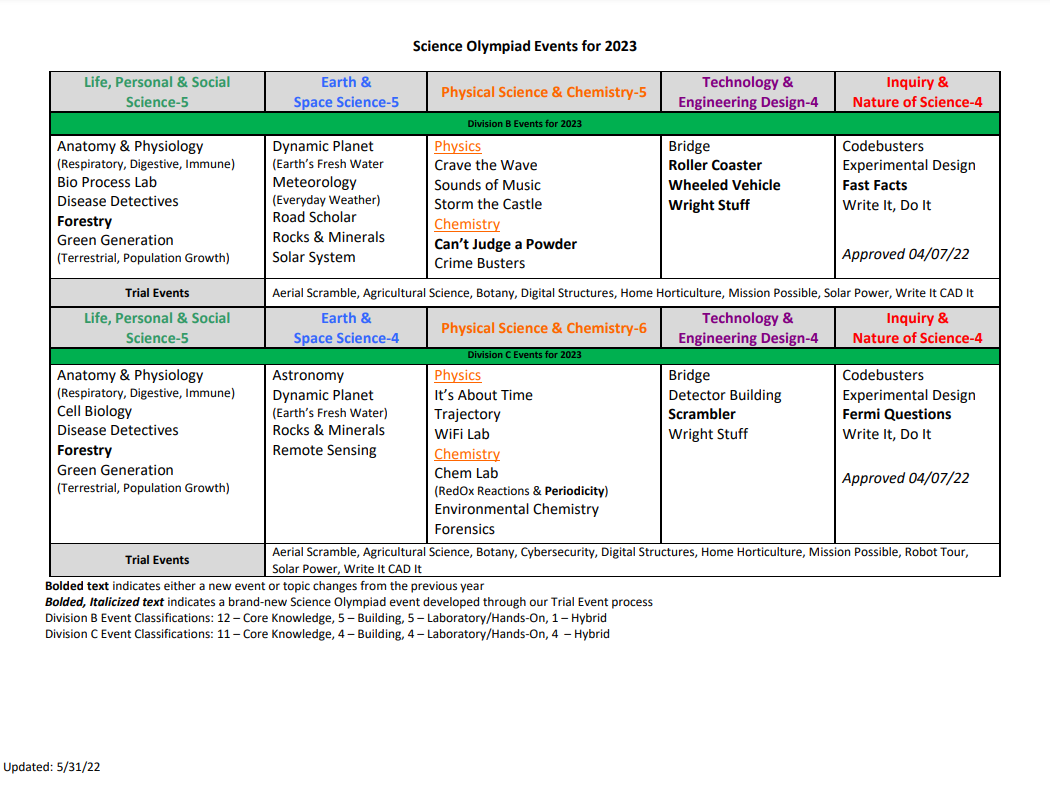 Science Olympiad Events for 2023
Life, Personal & Social
Science-5
Earth &
Space Science-5
Physical Science & Chemistry-5
Technology &
Engineering Design-4
Inquiry &
Nature of Science-4
Division B Events for 2023
Anatomy & Physiology
(Respiratory, Digestive, Immune)
Bio Process Lab
Disease Detectives
Forestry
Green Generation
(Terrestrial, Population Growth)
Dynamic Planet
(Earth's Fresh Water
Meteorology
(Everyday Weather)
Road Scholar
Rocks & Minerals
Solar System
Physics
Crave the Wave
Sounds of Music
Storm the Castle
Chemistry
Can't Judge a Powder
Crime Busters
Bridge
Roller Coaster
Wheeled Vehicle
Wright Stuff
Codebusters
Experimental Design
Fast Facts
Write It, Do It
Approved 04/07/22
Trial Events
Aerial Scramble, Agricultural Science, Botany, Digital Structures, Home Horticulture, Mission Possible, Solar Power, Write It CAD It
Life, Personal & Social
Science-5
Earth &
Space Science-4
Physical Science & Chemistry-6
Technology &
Engineering Design-4
Inquiry &
Nature of Science-4
Division C Events for 2023
Anatomy & Physiology
(Respiratory, Digestive, Immune)
Cell Biology
Disease Detectives
Forestry
Green Generation
(Terrestrial, Population Growth)
Astronomy
Dynamic Planet
(Earth's Fresh Water)
Rocks & Minerals
Remote Sensing
Physics
It's About Time
Trajectory
WiFi Lab
Chemistry
Chem Lab
(RedOx Reactions & Periodicity)
Environmental Chemistry
Forensics
Bridge
Detector Building
Scrambler
Wright Stuff
Codebusters
Experimental Design
Fermi Questions
Write It, Do It
Approved 04/07/22
Trial Events
Aerial Scramble, Agricultural Science, Botany, Cybersecurity, Digital Structures, Home Horticulture, Mission Possible, Robot Tour,
Solar Power, Write It CAD It
Bolded text indicates either a new event or topic changes from the previous year
Bolded, Italicized text indicates a brand-new Science Olympiad event developed through our Trial Event process
Division B Event Classifications: 12 – Core Knowledge, 5 – Building, 5 – Laboratory/Hands-On, 1 – Hybrid
Division C Event Classifications: 11 – Core Knowledge, 4 – Building, 4 – Laboratory/Hands-On, 4 – Hybrid
Updated: 5/31/22